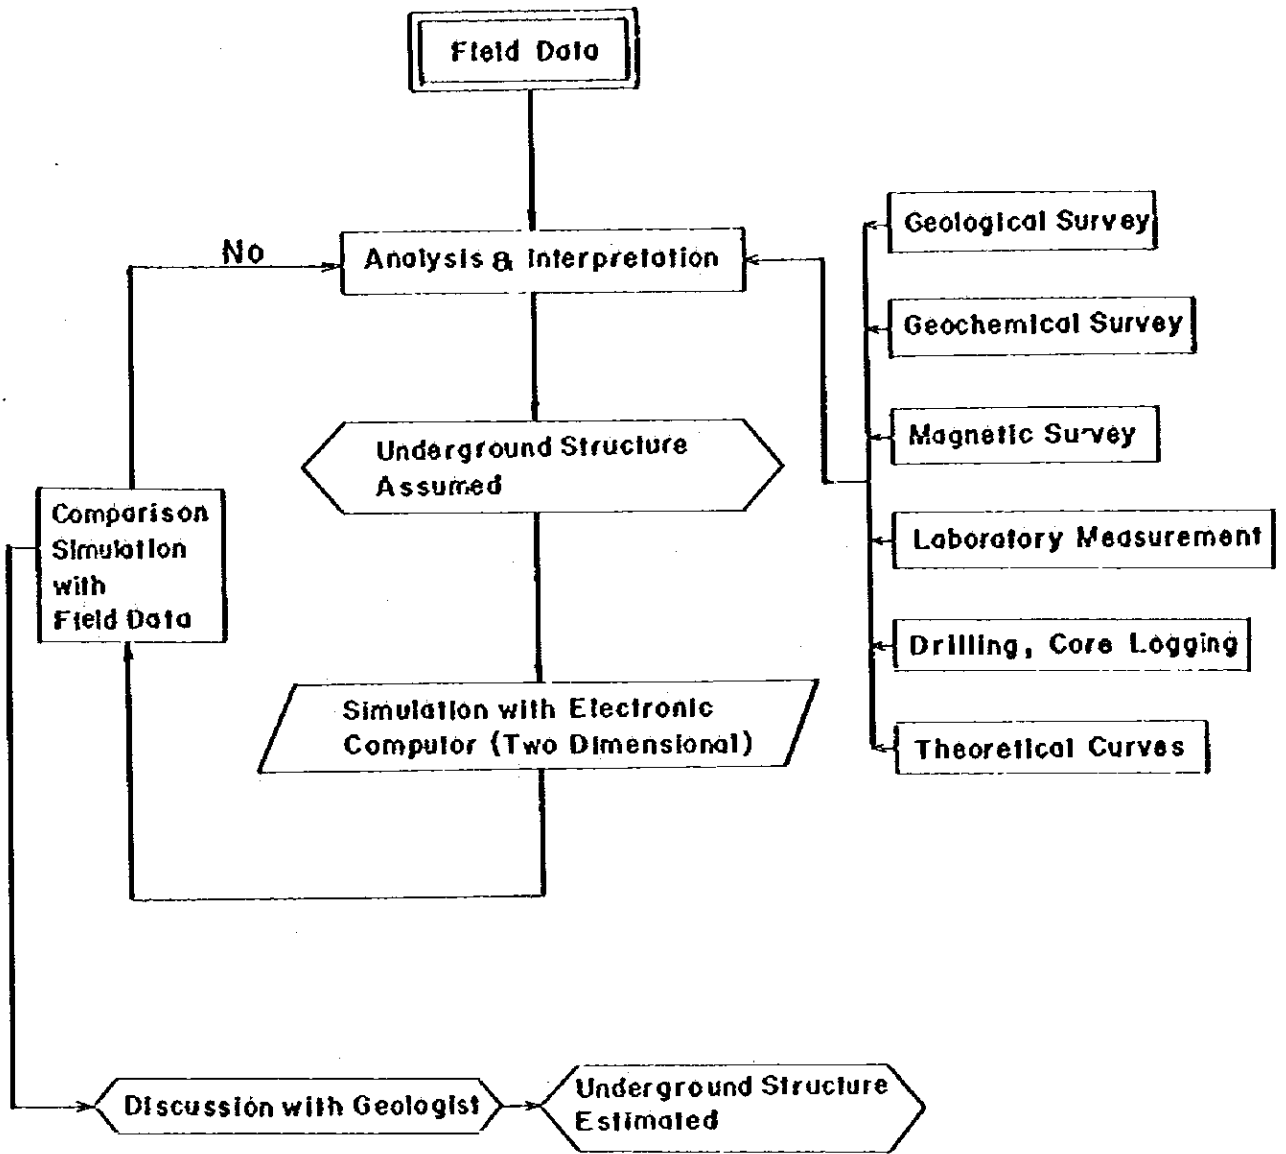 Field Data
No
Analysis & Interpretation
Geological Survey
Geochemical Survey
Magnetic Survey
Laboratory Measurement
Drilling, Core Logging
Theoretical Curves
Underground Structure
Assumed
Comparison
Simulation
with
Field Data
Simulation with Electronic
Computor (Two Dimensional)
Discussion with Geologist
Underground Structure
Estimated